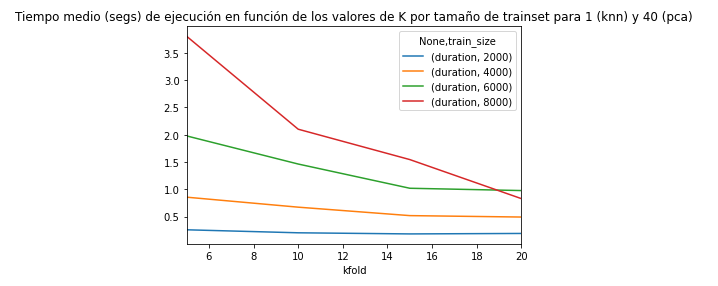 Tiempo medio (segs) de ejecución en función de los valores de K por tamaño de trainset para 1 (knn) y 40 (pca)
None,train_size
(duration, 2000)
(duration, 4000)
(duration, 6000)
(duration, 8000)
3.5
3.0
2.5
2.0
1.5
1.0
0.5
6 8 10 12 14 16 18 20
kfold